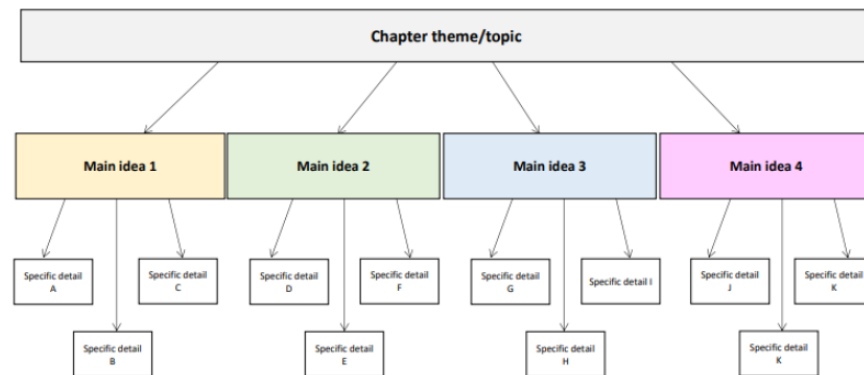 Chapter theme/topic
Main idea 1
Main idea 2
Main idea 3
Main idea 4
Specific detail
A
Specific detail
C
Specific detail
D
Specific detail
F
Specific detail
G
Specific detail I
Specific detail
J
Specific detail
K
Specific detail
B
Specific detail
E
Specific detail
H
Specific detail
K